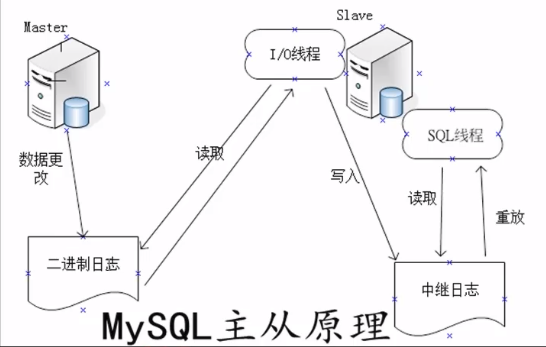 Master
Slave
I/O线程
SQL线程
数据更
改
读取
写入
读取
重放
二进制日志
中继日志
MySQL主从原理